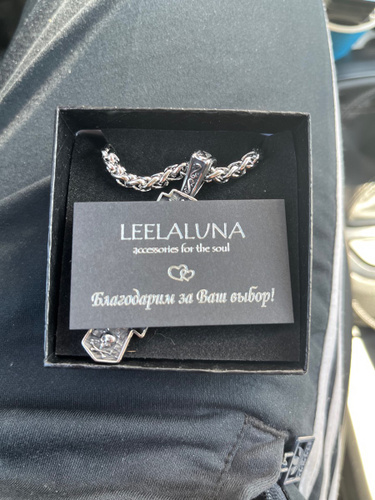 LEELALUNA
accessories for the soul
Благодарим за Ваш выбор!